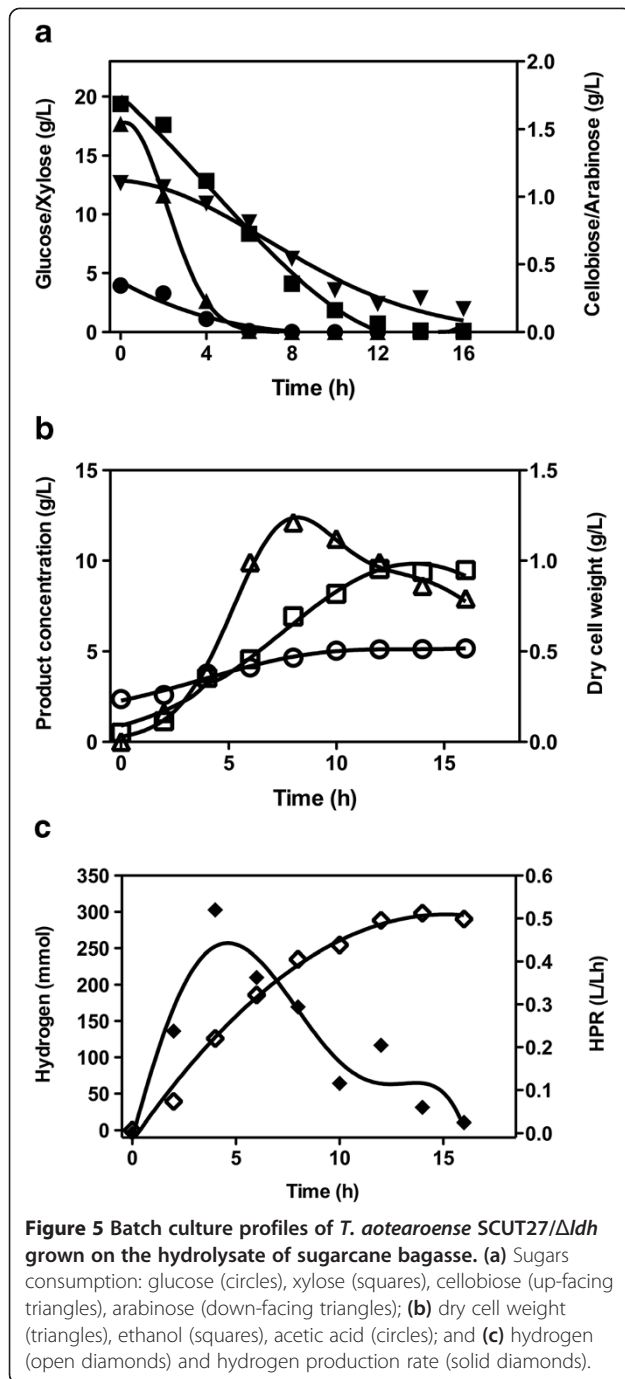 a
Glucose/Xylose (g/L)
20
15
10
5
0
2.0
1.5
1.0
0.5
0.0
Cellobiose/Arabinose (g/L)
0 4 8 12 16
Time (h)
b
Product concentration (g/L)
15
10
5
0
1.5
1.0
0.5
0.0
Dry cell weight (g/L)
0 5 10 15
Time (h)
c
Hydrogen (mmol)
350
300
250
200
150
100
50
0
0.6
0.5
0.4
0.3
0.2
0.1
0.0
HPR (L/Lh)
0 5 10 15
Time (h)
Figure 5 Batch culture profiles of T. aotearoense SCUT27/Δldh
grown on the hydrolysate of sugarcane bagasse. (a) Sugars
consumption: glucose (circles), xylose (squares), cellobiose (up-facing
triangles), arabinose (down-facing triangles); (b) dry cell weight
(triangles), ethanol (squares), acetic acid (circles); and (c) hydrogen
(open diamonds) and hydrogen production rate (solid diamonds).